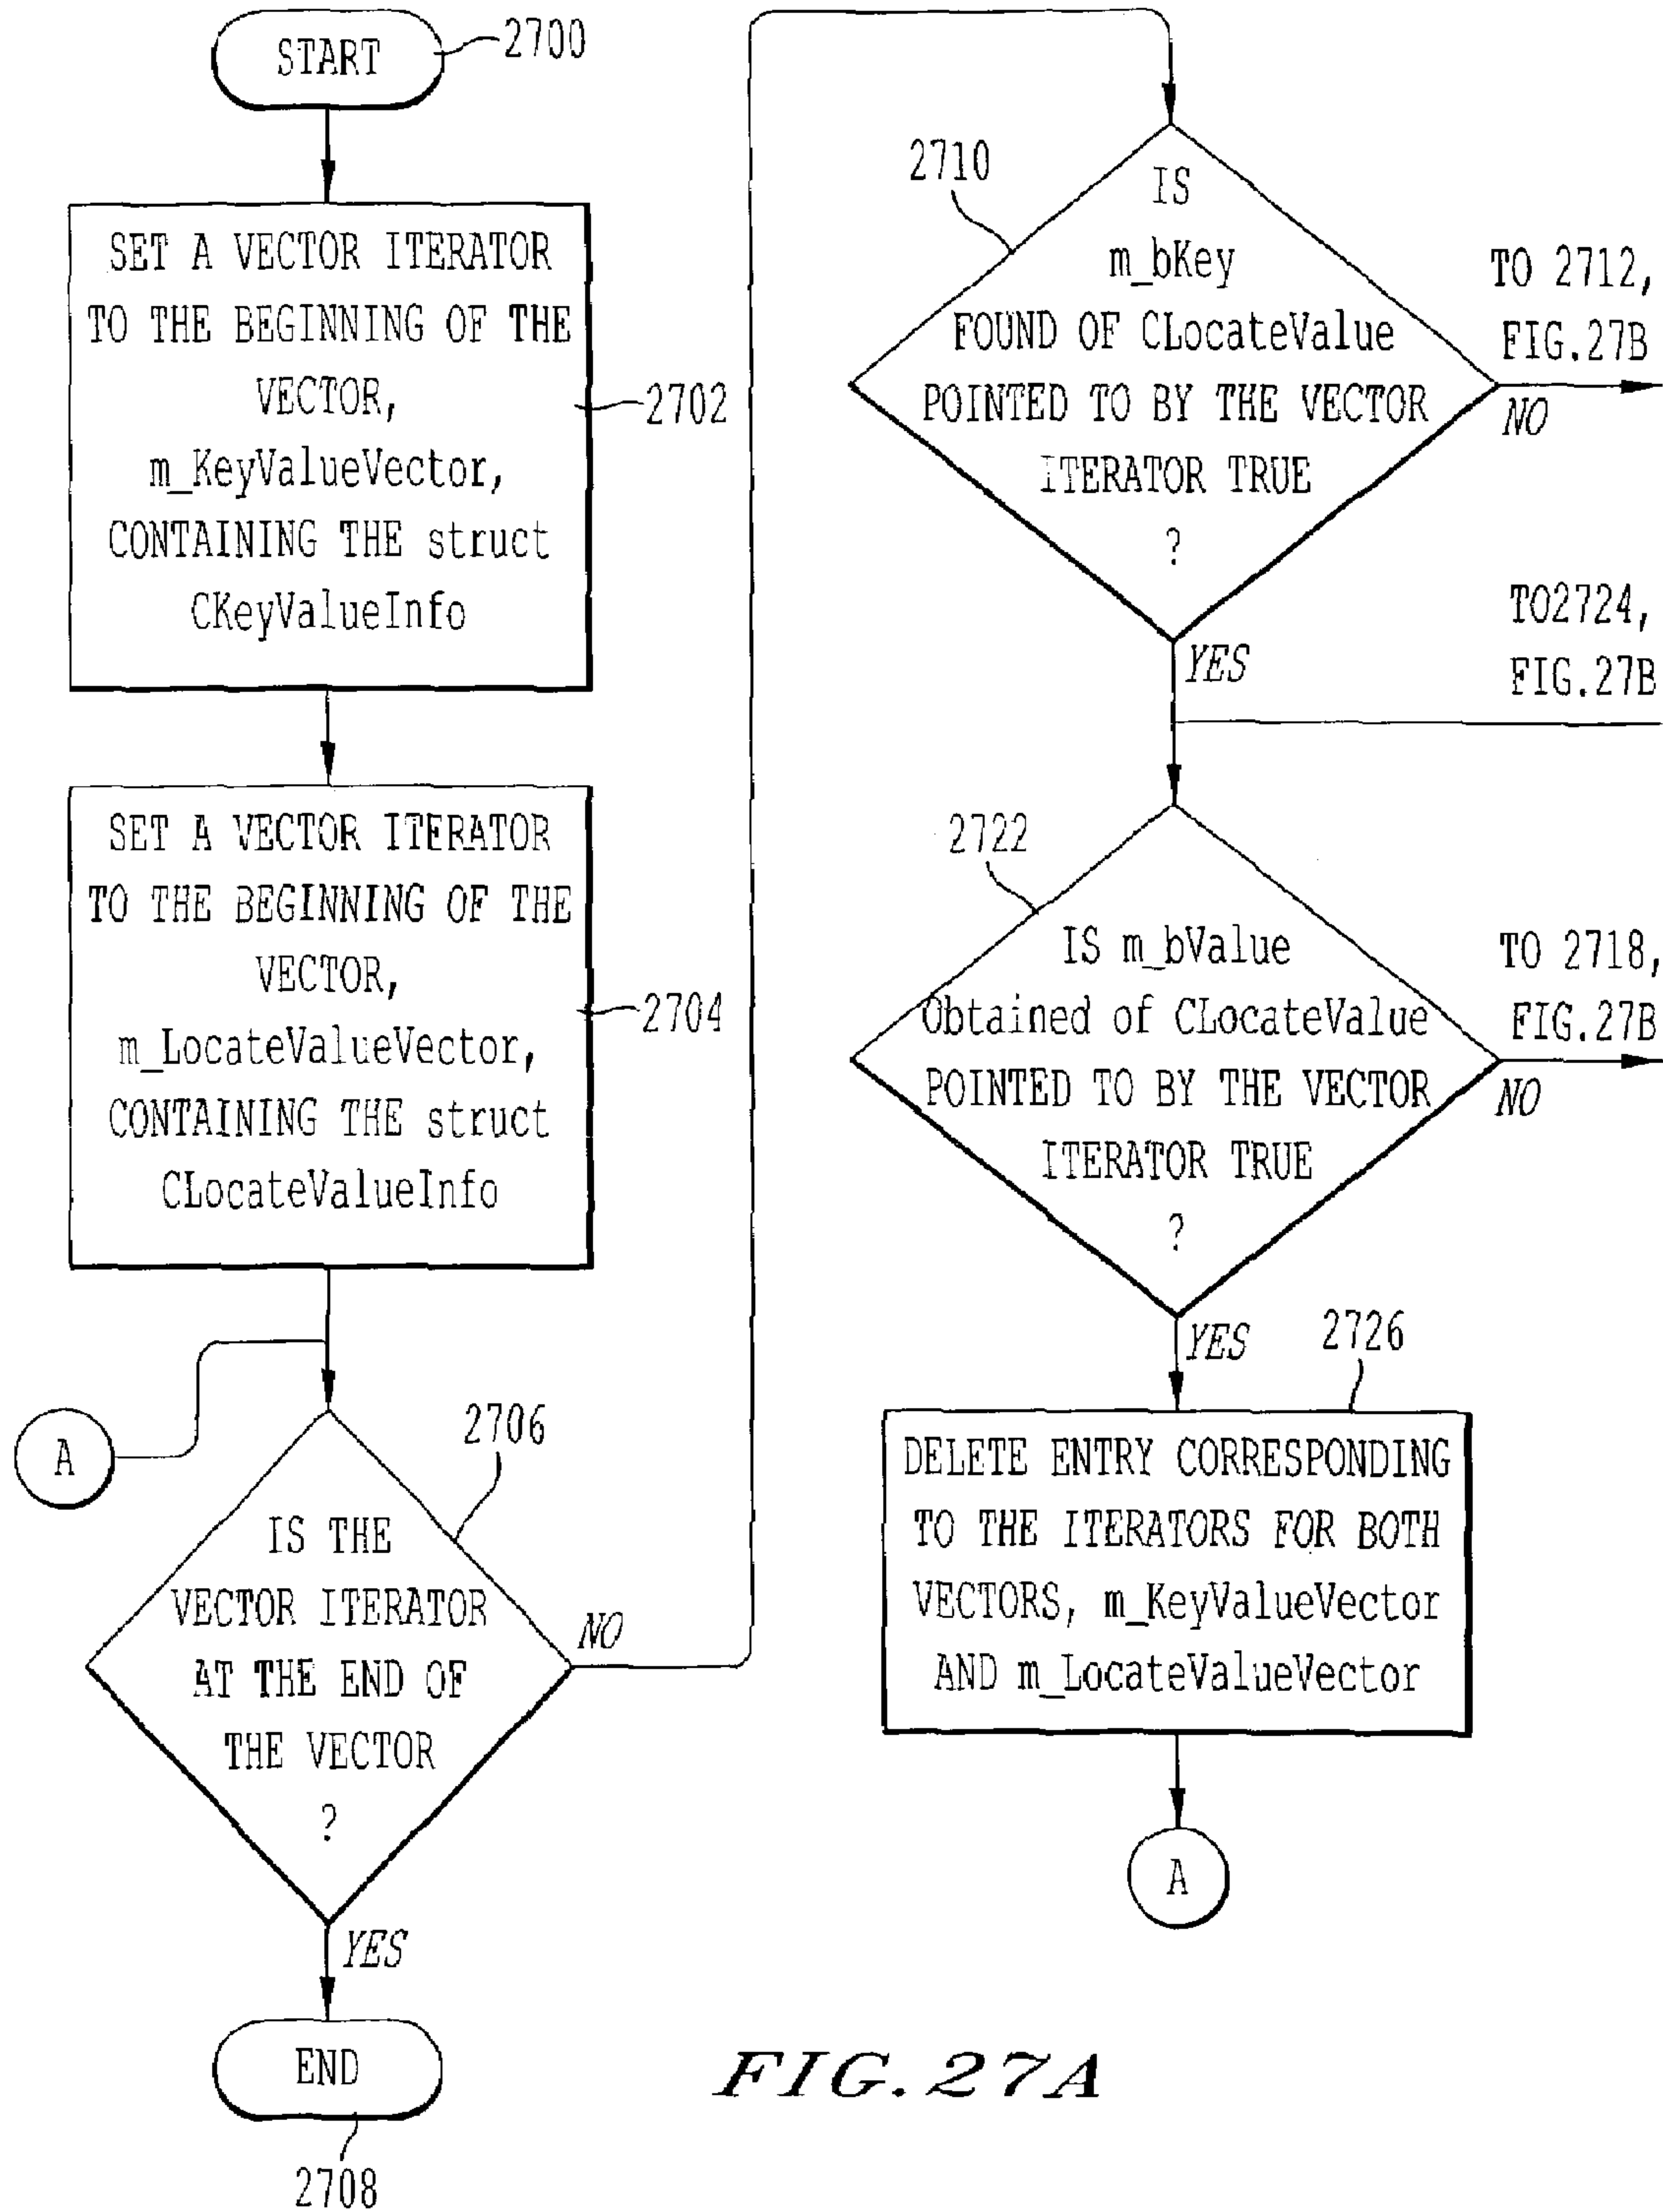 START
2700
SET A VECTOR ITERATOR
TO THE BEGINNING OF THE
VECTOR,
m_KeyValueVector,
CONTAINING THE struct
CKeyValueInfo
2702
SET A VECTOR ITERATOR
TO THE BEGINNING OF THE
VECTOR,
m_LocateValueVector,
CONTAINING THE struct
CLocateValueInfo
2704
A
2706
IS THE
VECTOR ITERATOR
AT THE END OF
THE VECTOR
?
NO
YES
END
2708
2710
IS
m_bKey
FOUND OF CLocateValue
POINTED TO BY THE VECTOR
ITERATOR TRUE
?
TO 2712,
FIG.27B
NO
YES
TO2724,
FIG.27B
2722
IS m_bValue
Obtained of CLocateValue
POINTED TO BY THE VECTOR
ITERATOR TRUE
?
TO 2718,
FIG.27B
NO
YES
2726
DELETE ENTRY CORRESPONDING
TO THE ITERATORS FOR BOTH
VECTORS, m_KeyValueVector
AND m_LocateValueVector
A
FIG. 27A